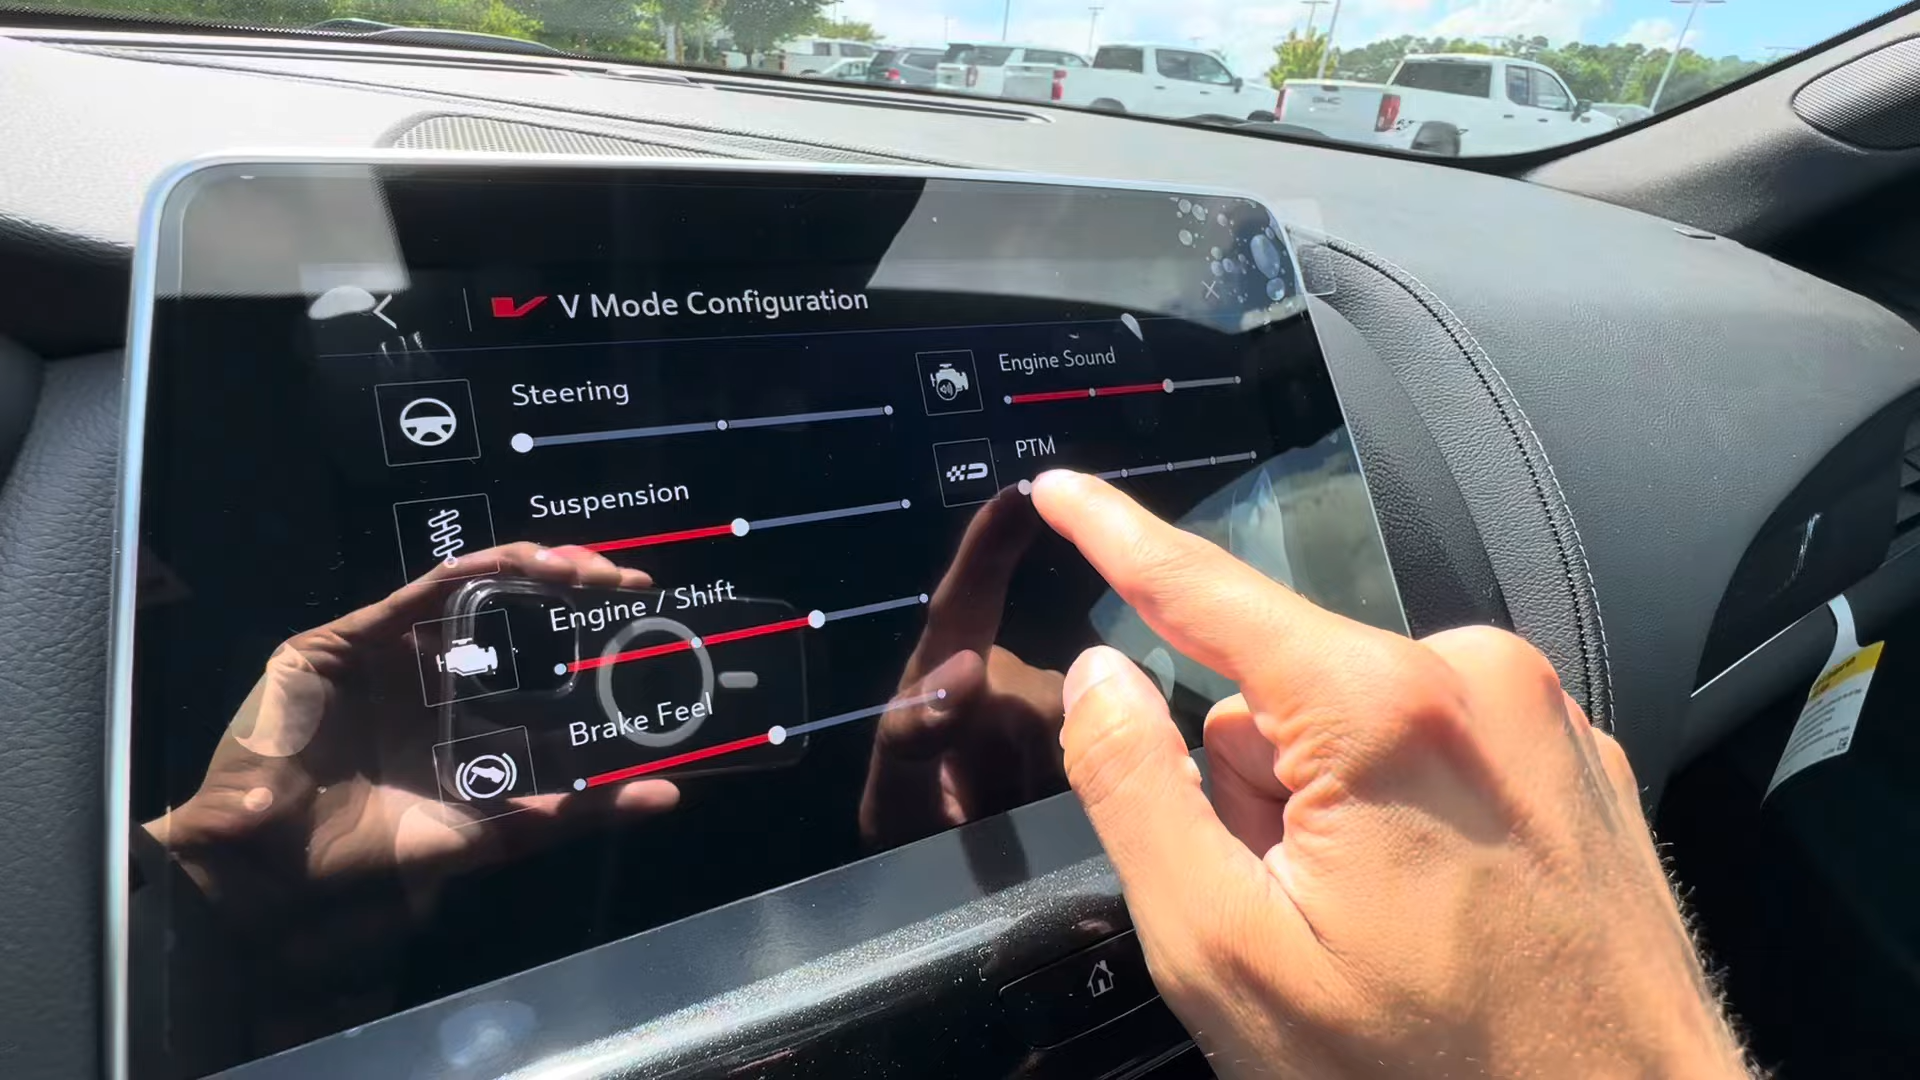 V Mode Configuration
Steering
Suspension
Engine / Shift
Brake Feel
Engine Sound
PTM